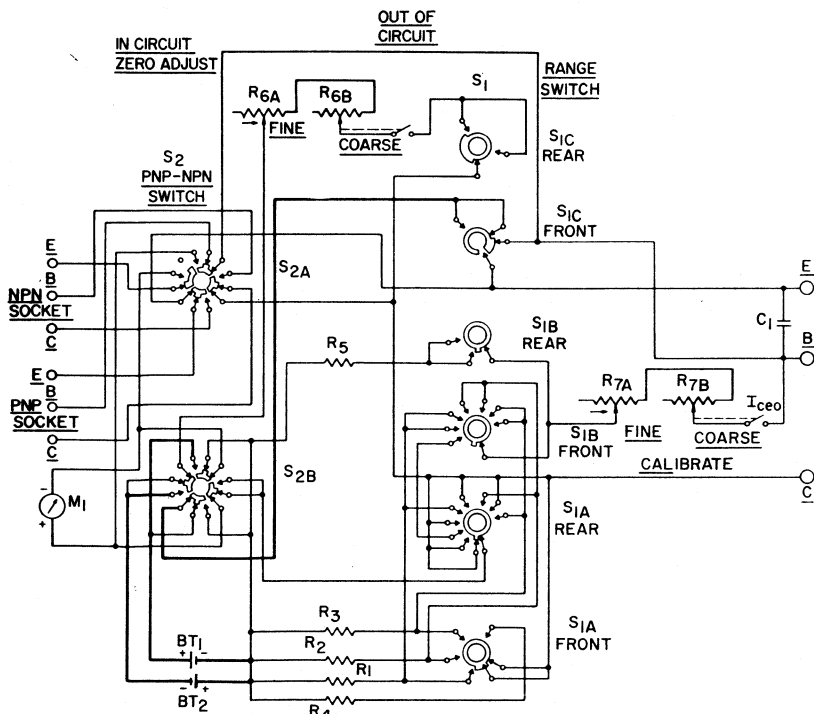 OUT OF
CIRCUIT
IN CIRCUIT
ZERO ADJUST
RANGE
SWITCH
R6A
R6B
S1
FINE
COARSE
S1C
REAR
S2
PNP-NPN
SWITCH
S1C
FRONT
S2A
E
B
NPN
SOCKET
C
E
B
PNP
SOCKET
C
E
C1
B
S1B
REAR
R5
R7A
R7B
ICEO
S1B
FRONT
FINE
COARSE
CALIBRATE
C
S2B
- M1 +
S1A
REAR
R3
S1A
FRONT
R2
BT1
+ -
R1
- +
BT2
R4